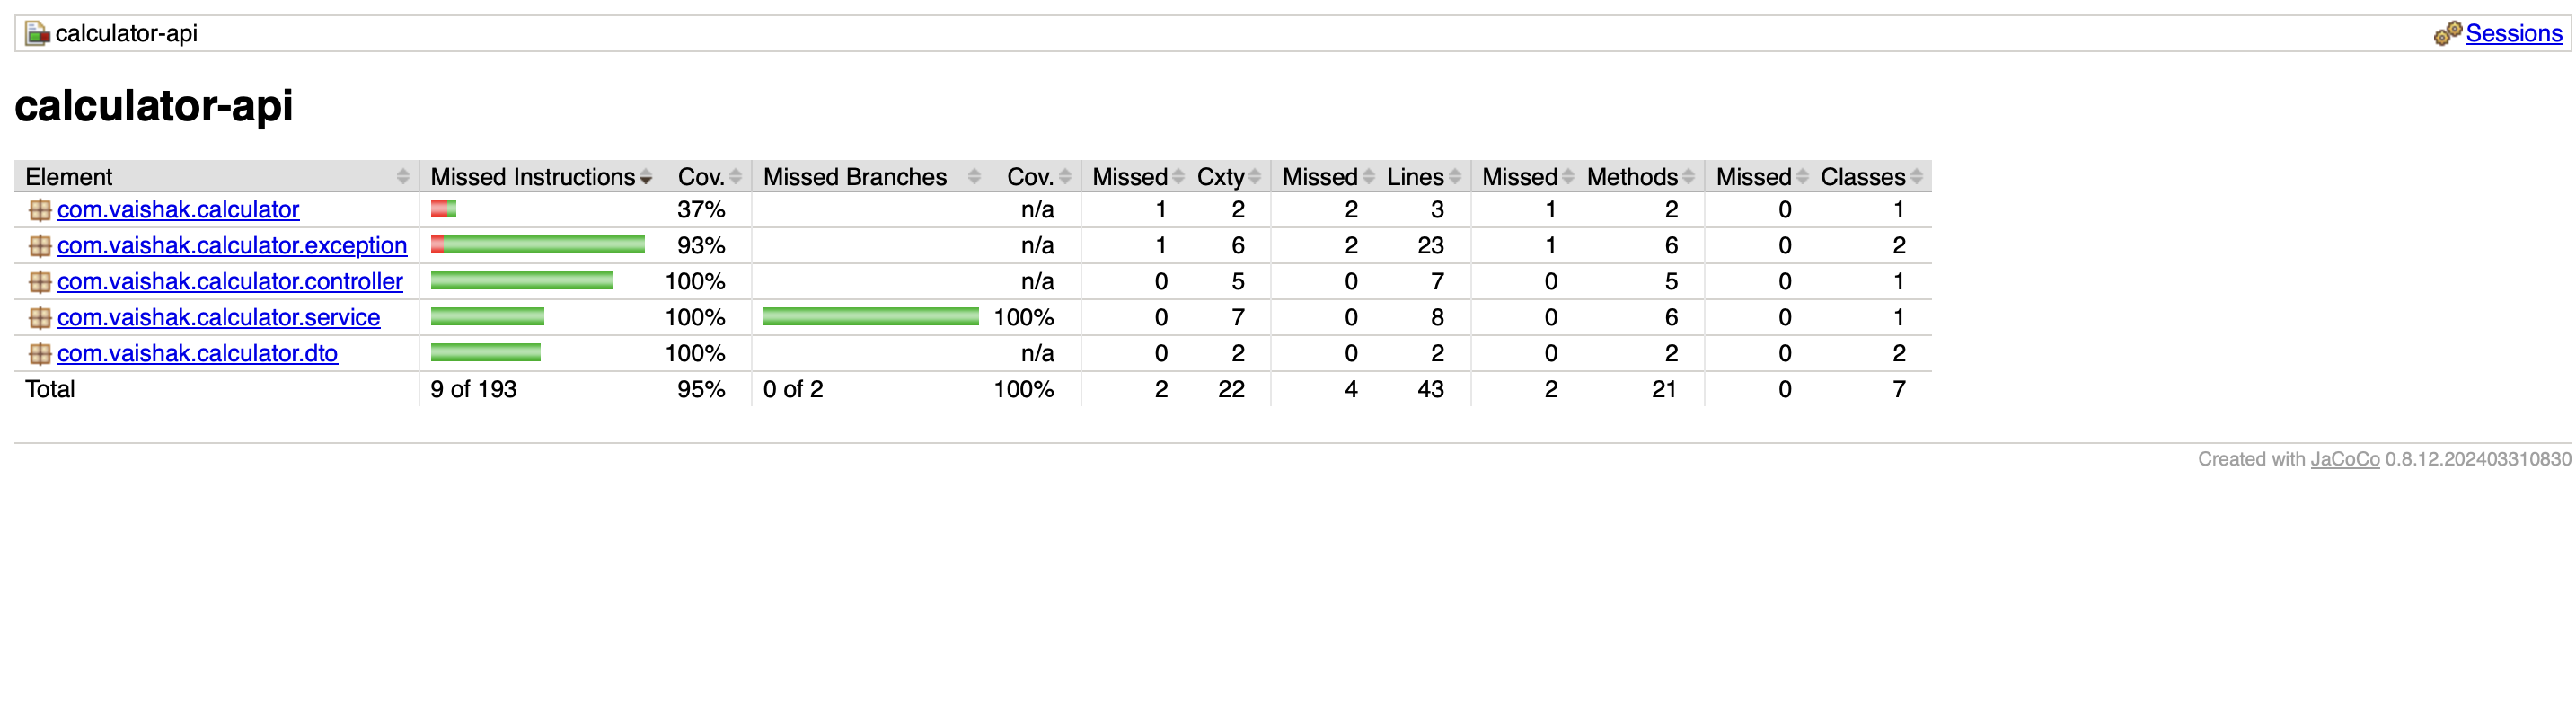 calculator-api Sessions
calculator-api
Element Missed Instructions Cov. Missed Branches Cov. Missed Cxty Missed Lines Missed Methods Missed Classes
com.vaishak.calculator 37% n/a 1 2 2 3 1 2 0 1
com.vaishak.calculator.exception 93% n/a 1 6 2 23 1 6 0 2
com.vaishak.calculator.controller 100% n/a 0 5 0 7 0 5 0 1
com.vaishak.calculator.service 100% 100% 0 7 0 8 0 6 0 1
com.vaishak.calculator.dto 100% n/a 0 2 0 2 0 2 0 2
Total 9 of 193 95% 0 of 2 100% 2 22 4 43 2 21 0 7
Created with JaCoCo 0.8.12.202403310830